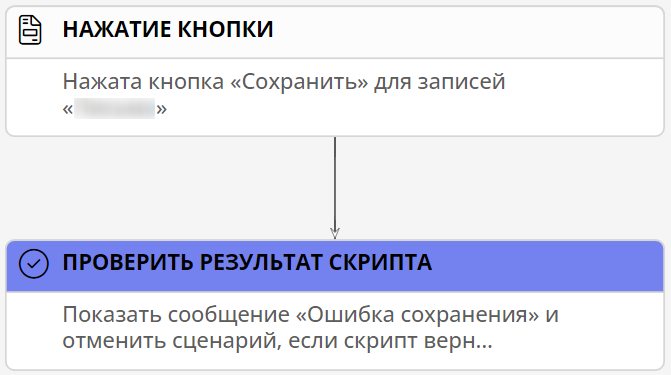 НАЖАТИЕ КНОПКИ
Нажата кнопка «Сохранить» для записей
« »
ПРОВЕРИТЬ РЕЗУЛЬТАТ СКРИПТА
Показать сообщение «Ошибка сохранения» и
отменить сценарий, если скрипт верн...